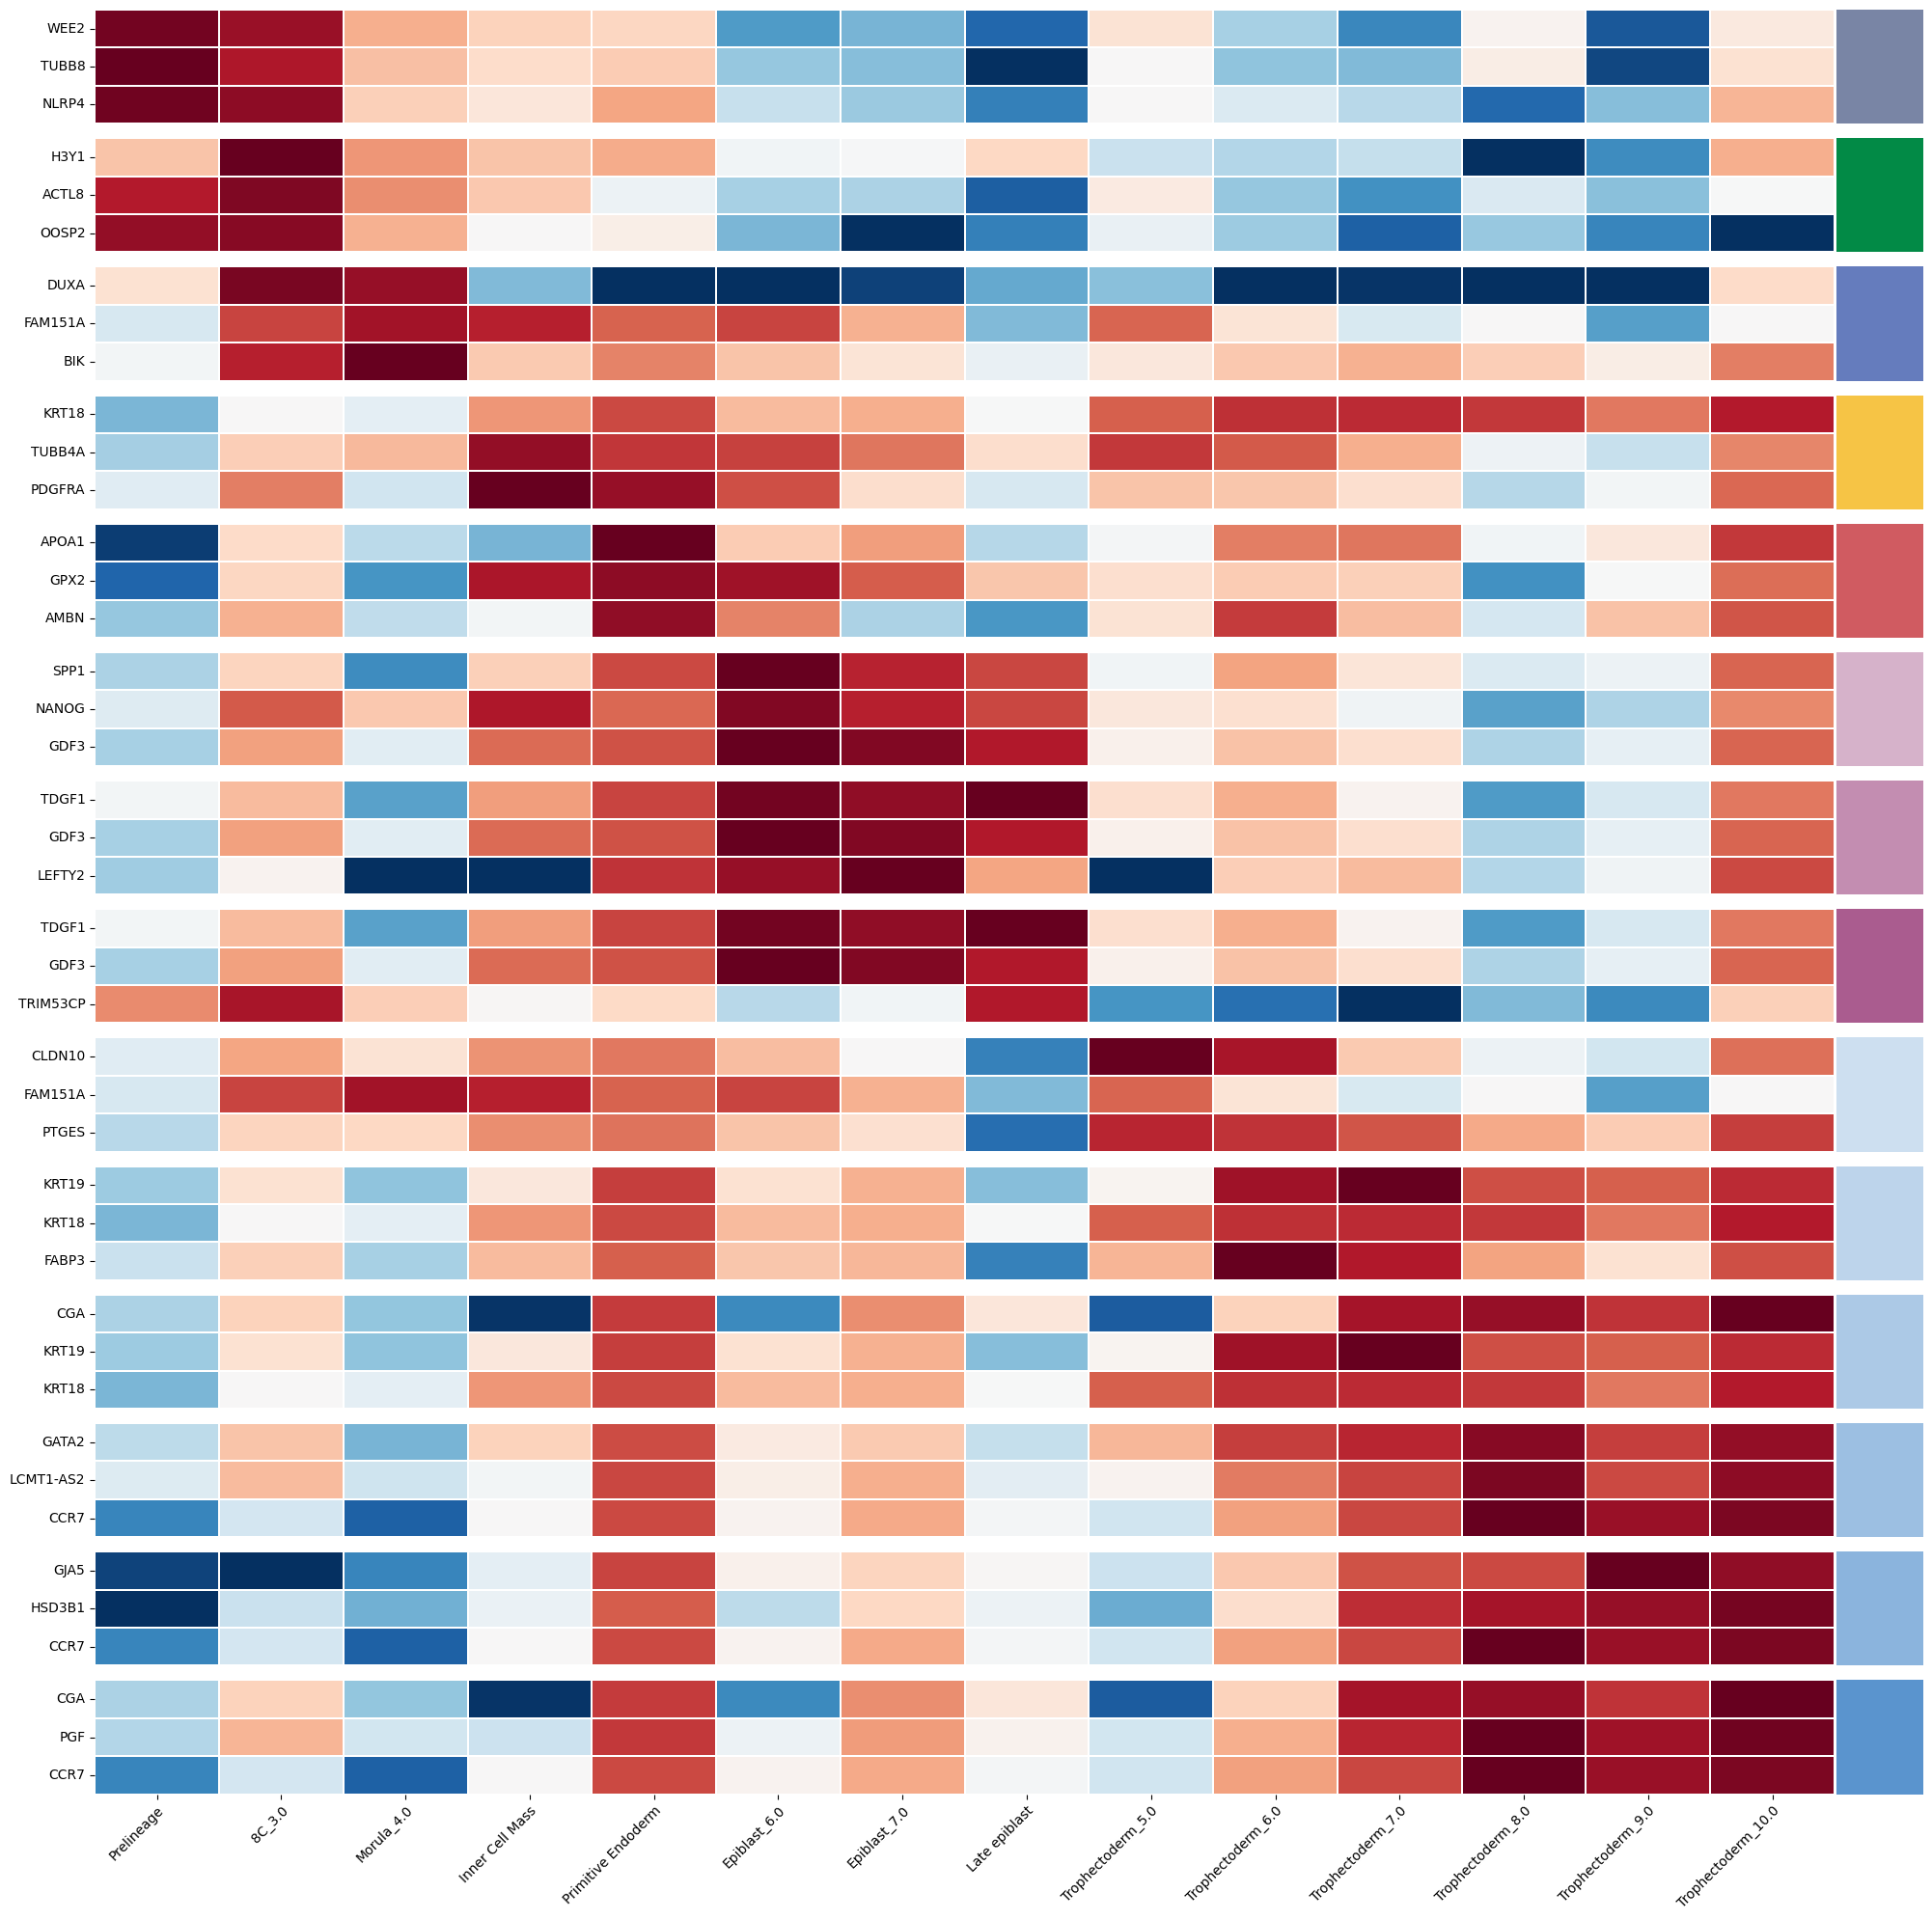 WEE2
TUBB8
NLRP4
H3Y1
ACTL8
OOSP2
DUXA
FAM151A
BIK
KRT18
TUBB4A
PDGFRA
APOA1
GPX2
AMBN
SPP1
NANOG
GDF3
TDGF1
GDF3
LEFTY2
TDGF1
GDF3
TRIM53CP
CLDN10
FAM151A
PTGES
KRT19
KRT18
FABP3
CGA
KRT19
KRT18
GATA2
LCMT1-AS2
CCR7
GJA5
HSD3B1
CCR7
CGA
PGF
CCR7
Prelineage
8C_3.0
Morula_4.0
Inner Cell Mass
Primitive Endoderm
Epiblast_6.0
Epiblast_7.0
Late epiblast
Trophectoderm_5.0
Trophectoderm_6.0
Trophectoderm_7.0
Trophectoderm_8.0
Trophectoderm_9.0
Trophectoderm_10.0